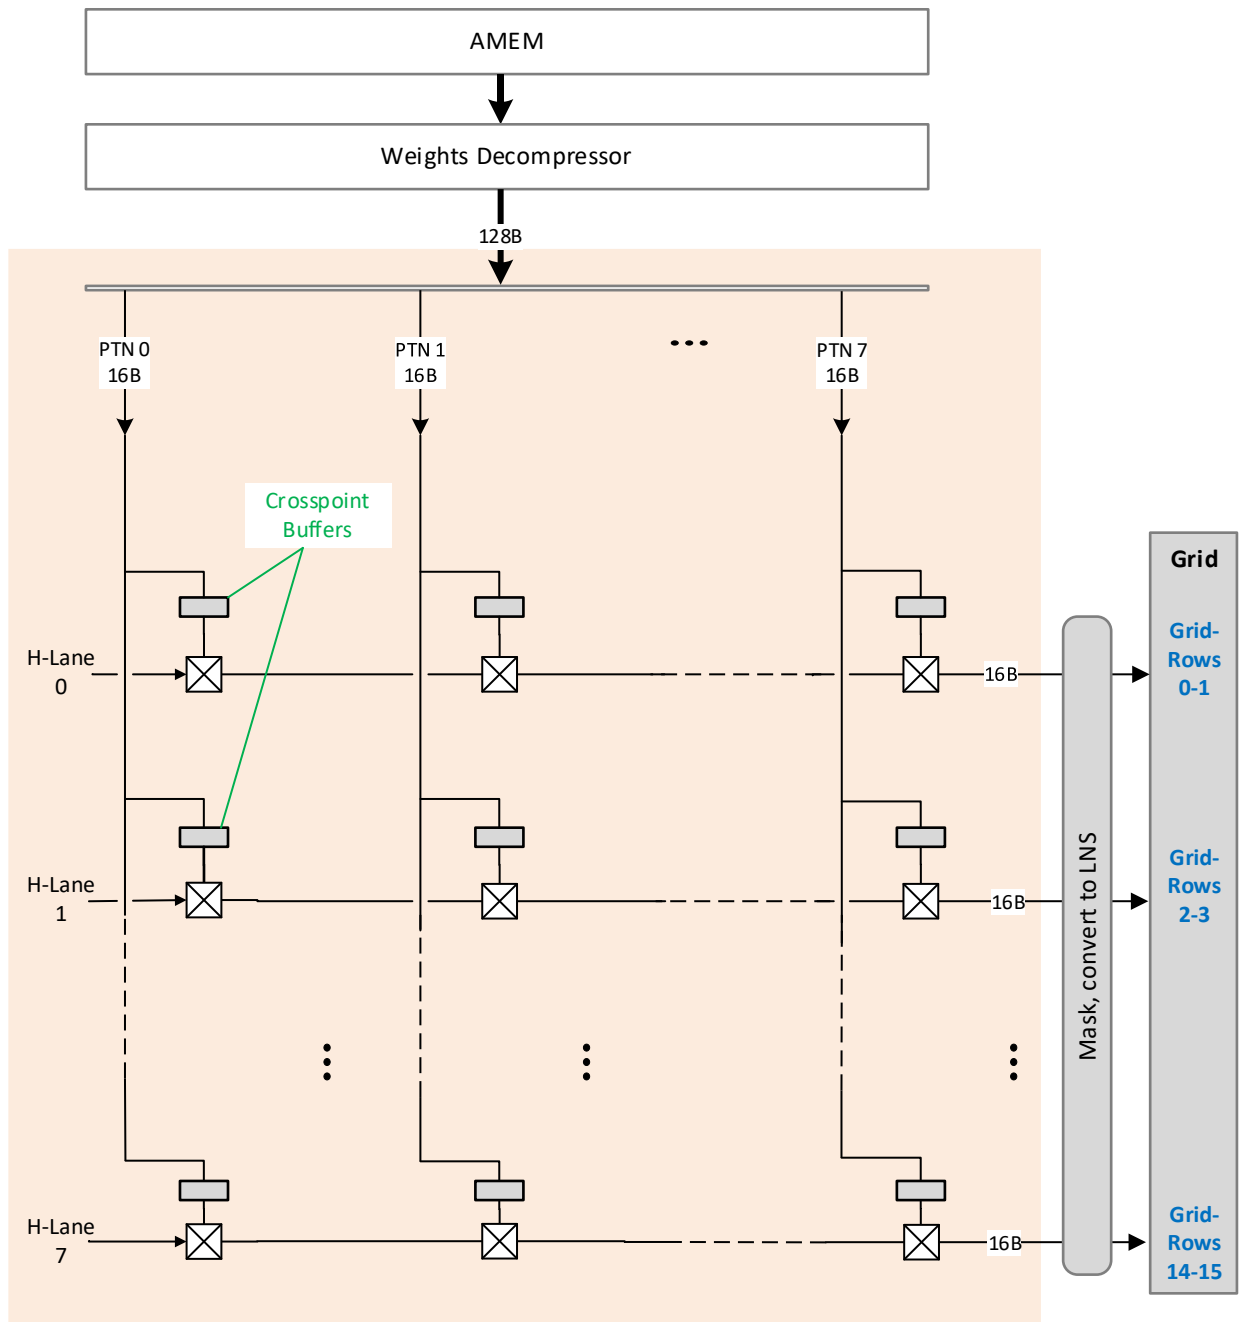 AMEM
Weights Decompressor
128B
PTN 0
16B
PTN 1
16B
PTN 7
16B
Crosspoint
Buffers
Grid
H-Lane
0
16B
Grid-
Rows
0-1
H-Lane
1
16B
Grid-
Rows
2-3
Mask, convert to LNS
H-Lane
7
16B
Grid-
Rows
14-15